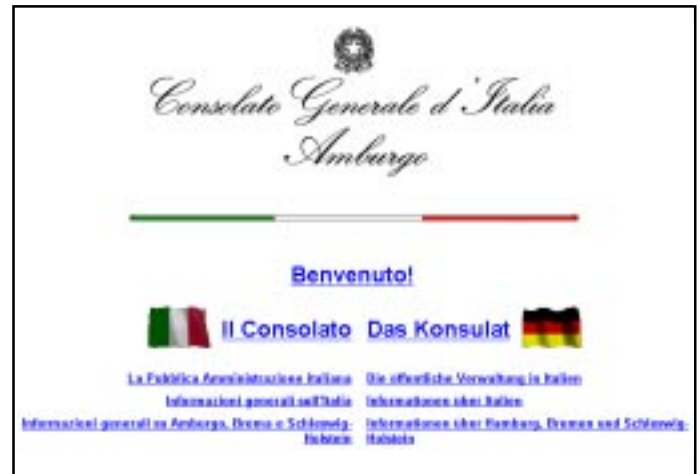 Consolato Generale d'Italia
Amburgo
Benvenuto!
Il Consolato Das Konsulat
La Pubblica Amministrazione Italiana Die öffentliche Verwaltung in Italien
Informazioni generali sull'Italia Informationen über Italien
Informazioni generali su Amburgo, Brema e Schleswig-Holstein Informationen über Hamburg, Bremen und Schleswig-Holstein